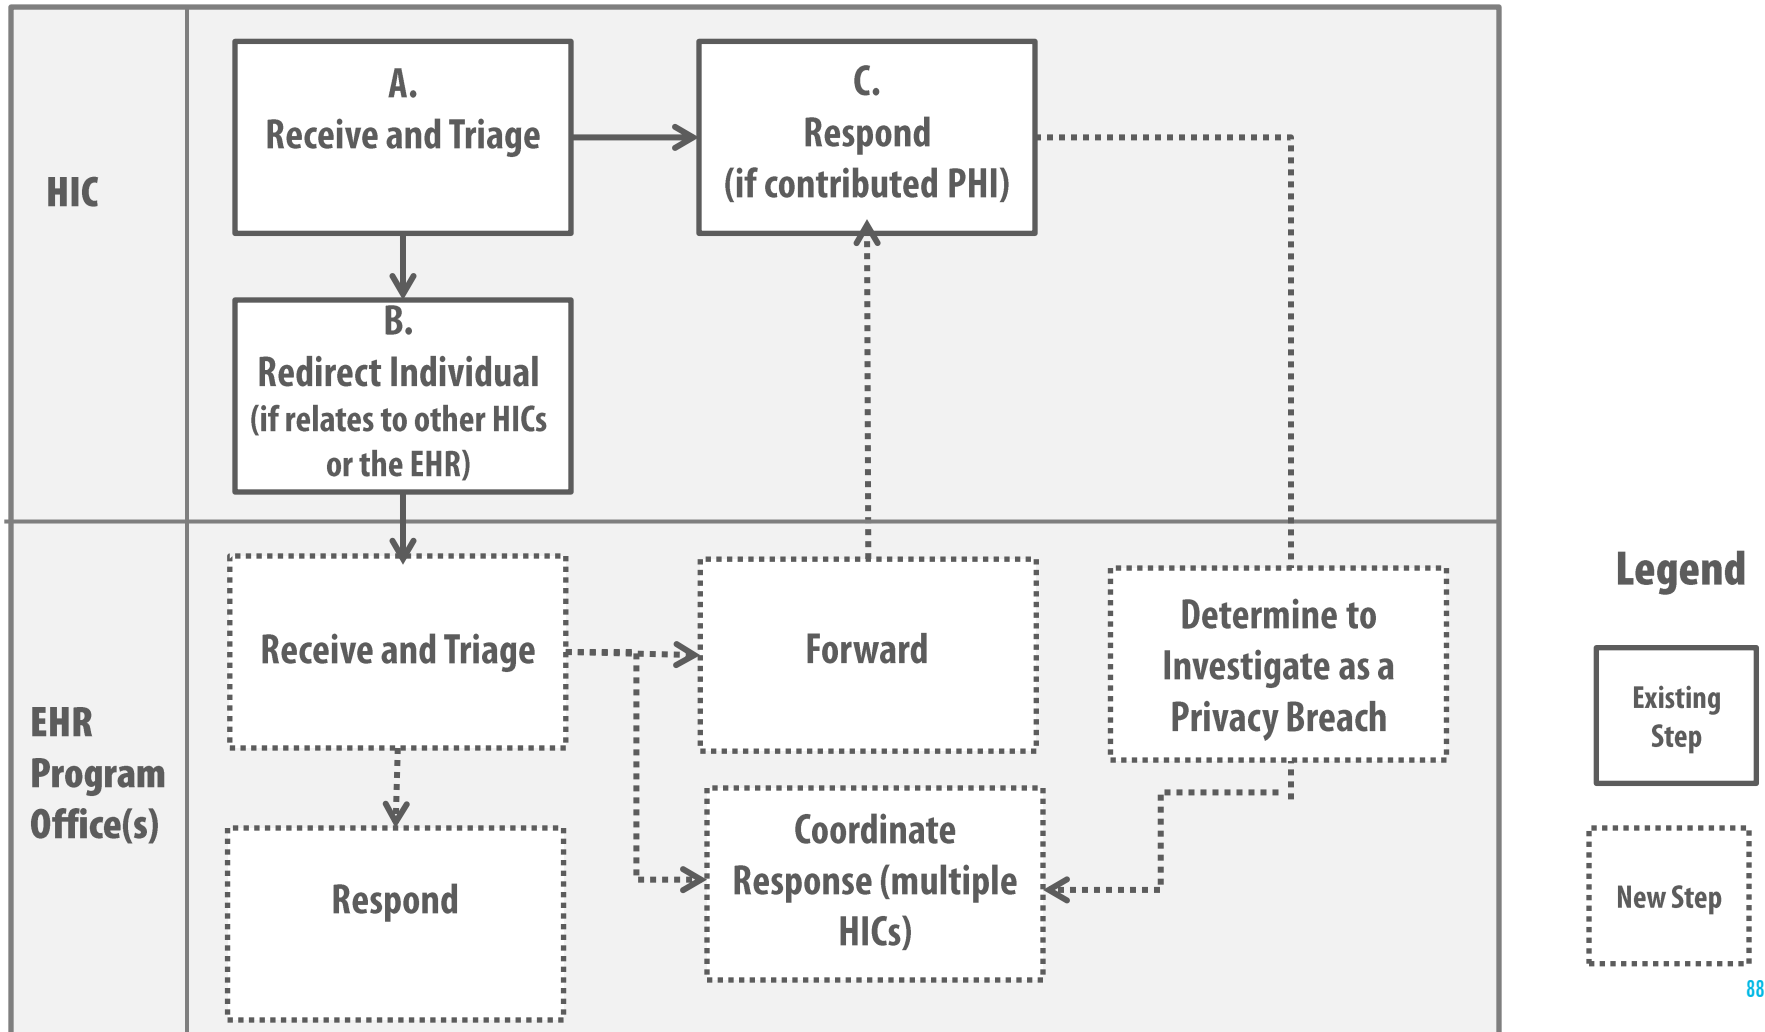 HIC
A.
Receive and Triage
C.
Respond
(if contributed PHI)
B.
Redirect Individual
(if relates to other HICs
or the EHR)
EHR
Program
Office(s)
Receive and Triage
Forward
Determine to
Investigate as a
Privacy Breach
Respond
Coordinate
Response (multiple
HICs)
Legend
Existing
Step
New Step
88